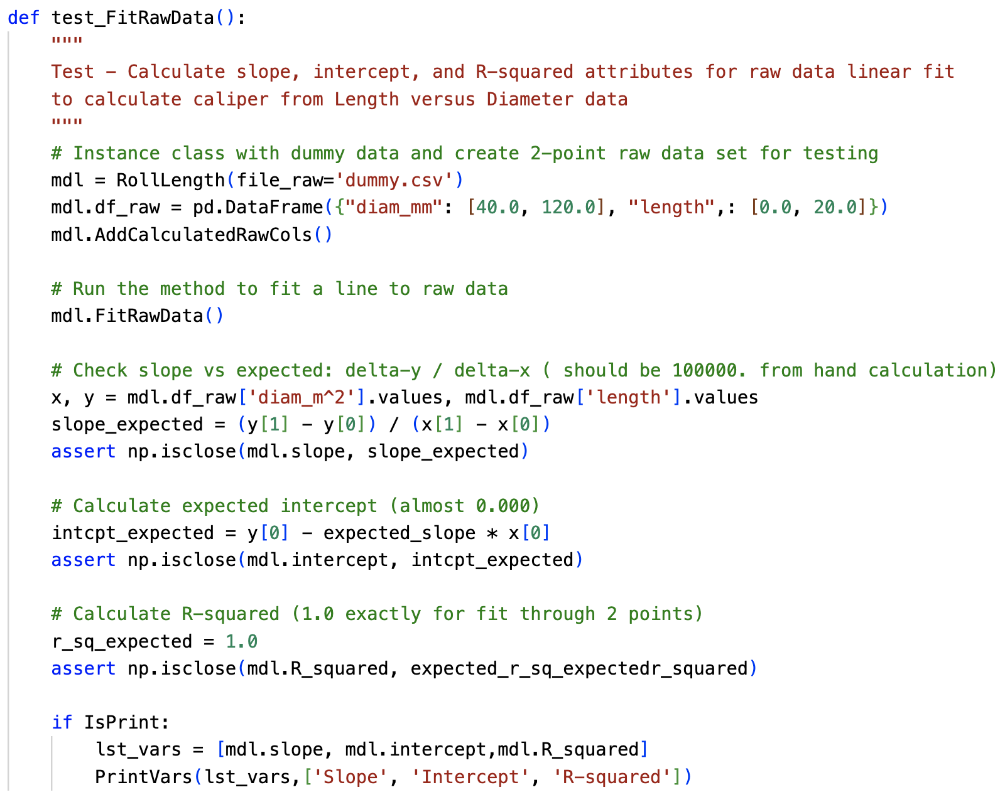 def test_FitRawData():
    """
    Test – Calculate slope, intercept, and R-squared attributes for raw data linear fit
    to calculate caliper from Length versus Diameter data
    """
    # Instance class with dummy data and create 2-point raw data set for testing
    mdl = RollLength(file_raw='dummy.csv')
    mdl.df_raw = pd.DataFrame({"diam_mm": [40.0, 120.0], "length",: [0.0, 20.0]})
    mdl.AddCalculatedRawCols()

    # Run the method to fit a line to raw data
    mdl.FitRawData()

    # Check slope vs expected: delta-y / delta-x ( should be 100000. from hand calculation)
    x, y = mdl.df_raw['diam_m^2'].values, mdl.df_raw['length'].values
    slope_expected = (y[1] - y[0]) / (x[1] - x[0])
    assert np.isclose(mdl.slope, slope_expected)

    # Calculate expected intercept (almost 0.000)
    intcpt_expected = y[0] - expected_slope * x[0]
    assert np.isclose(mdl.intercept, intcpt_expected)

    # Calculate R-squared (1.0 exactly for fit through 2 points)
    r_sq_expected = 1.0
    assert np.isclose(mdl.R_squared, expected_r_sq_expectedr_squared)

    if IsPrint:
        lst_vars = [mdl.slope, mdl.intercept,mdl.R_squared]
        PrintVars(lst_vars,['Slope', 'Intercept', 'R-squared'])